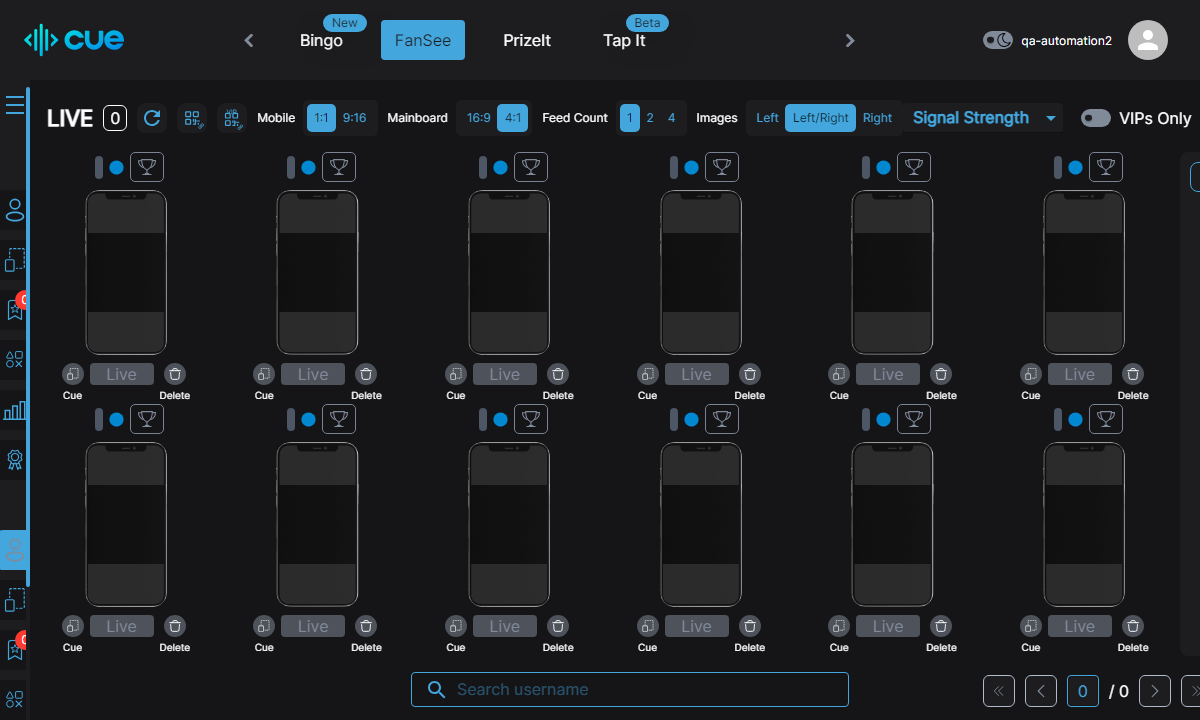 cue
Bingo
New
FanSee
PrizeIt
Tap It
Beta
qa-automation2
LIVE 0
Mobile 1:1 9:16
Mainboard 16:9 4:1
Feed Count 1 2 4
Images Left Left/Right Right
Signal Strength
VIPs Only
Live Live Live Live Live Live
Cue Delete Cue Delete Cue Delete Cue Delete Cue Delete Cue Delete
Live Live Live Live Live Live
Cue Delete Cue Delete Cue Delete Cue Delete Cue Delete Cue Delete
Search username
0 / 0